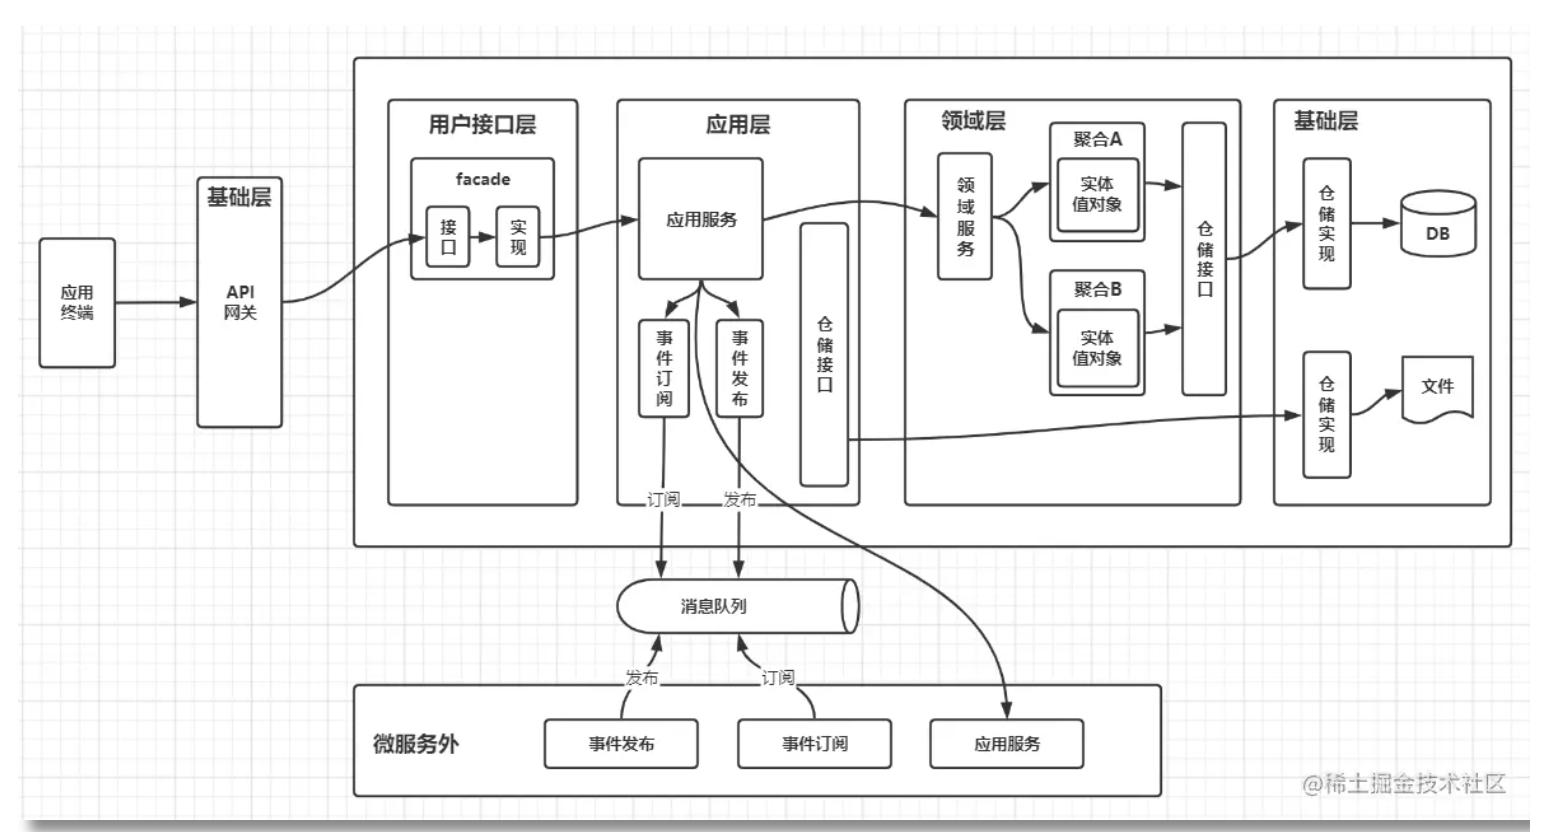 应用
终端
基础层
API
网关
用户接口层
facade
接
口
实
现
应用层
应用服务
事
件
订
阅
事
件
发
布
仓
储
接
口
订阅
发布
领域层
领
域
服
务
聚合A
实体
值对象
聚合B
实体
值对象
仓
储
接
口
基础层
仓
储
实
现
DB
仓
储
实
现
文件
消息队列
发布
订阅
微服务外
事件发布
事件订阅
应用服务
@稀土掘金技术社区